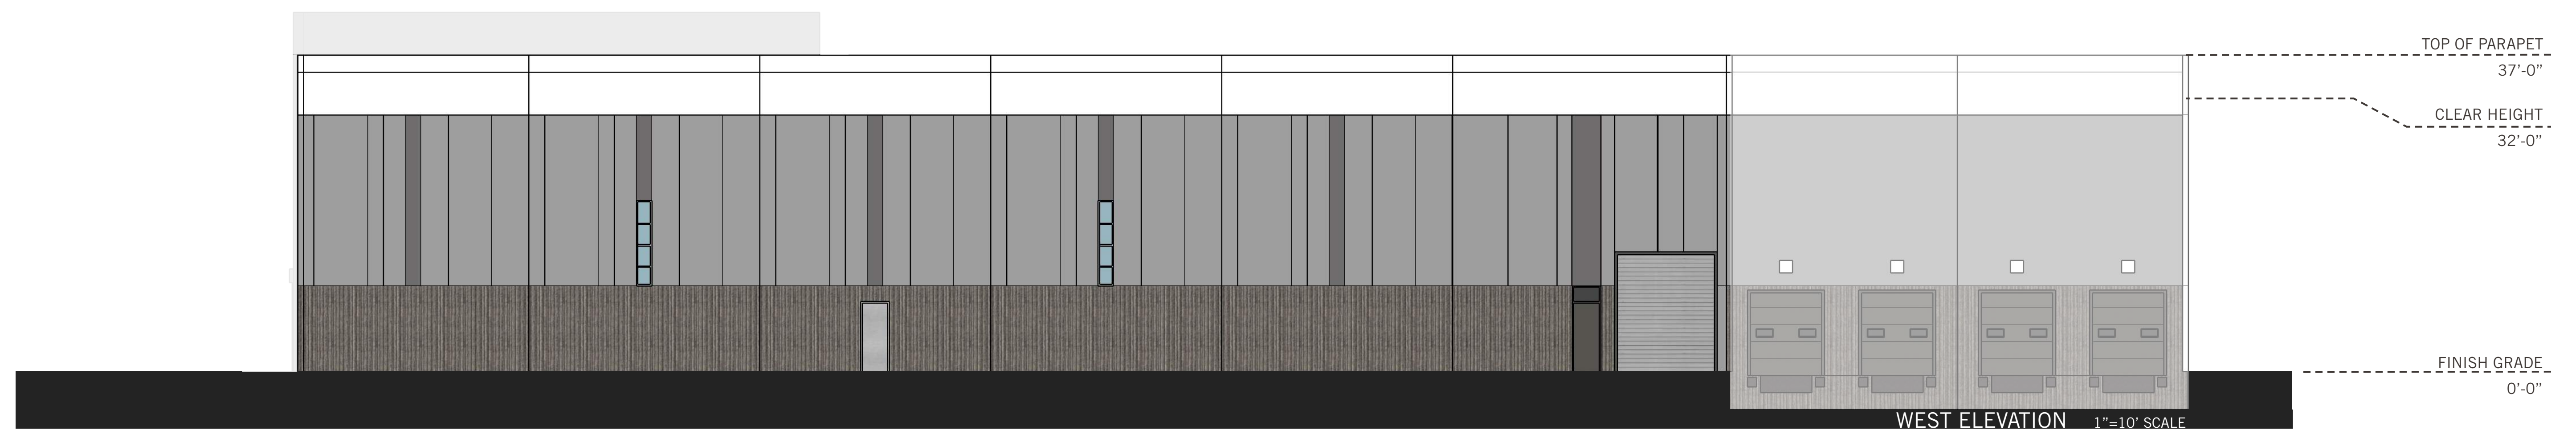 TOP OF PARAPET
37’-0”
CLEAR HEIGHT
32’-0”
FINISH GRADE
0’-0”
WEST ELEVATION 1”=10’ SCALE